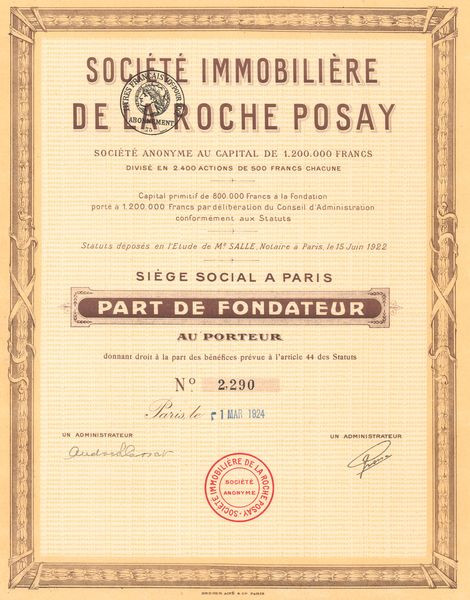 SOCIÉTÉ IMMOBILIÈRE
DE LA ROCHE POSAY
ABONNEMENT
SOCIÉTÉ ANONYME AU CAPITAL DE 1.200.000 FRANCS
DIVISÉ EN 2.400 ACTIONS DE 500 FRANCS CHACUNE
Capital primitif de 800.000 Francs à la Fondation
porté à 1.200.000 Francs par délibération du Conseil d'Administration
conformément aux Statuts
Statuts déposés en l'Etude de Me SALLE, Notaire à Paris, le 15 Juin 1922
SIÈGE SOCIAL A PARIS
PART DE FONDATEUR
AU PORTEUR
donnant droit à la part des bénéfices prévue à l'article 44 des Statuts
No 2,290
Paris, le 1 MAR 1924
UN ADMINISTRATEUR
UN ADMINISTRATEUR
SOCIÉTÉ IMMOBILIÈRE DE LA ROCHE POSAY
SOCIÉTÉ
ANONYME
PARIS